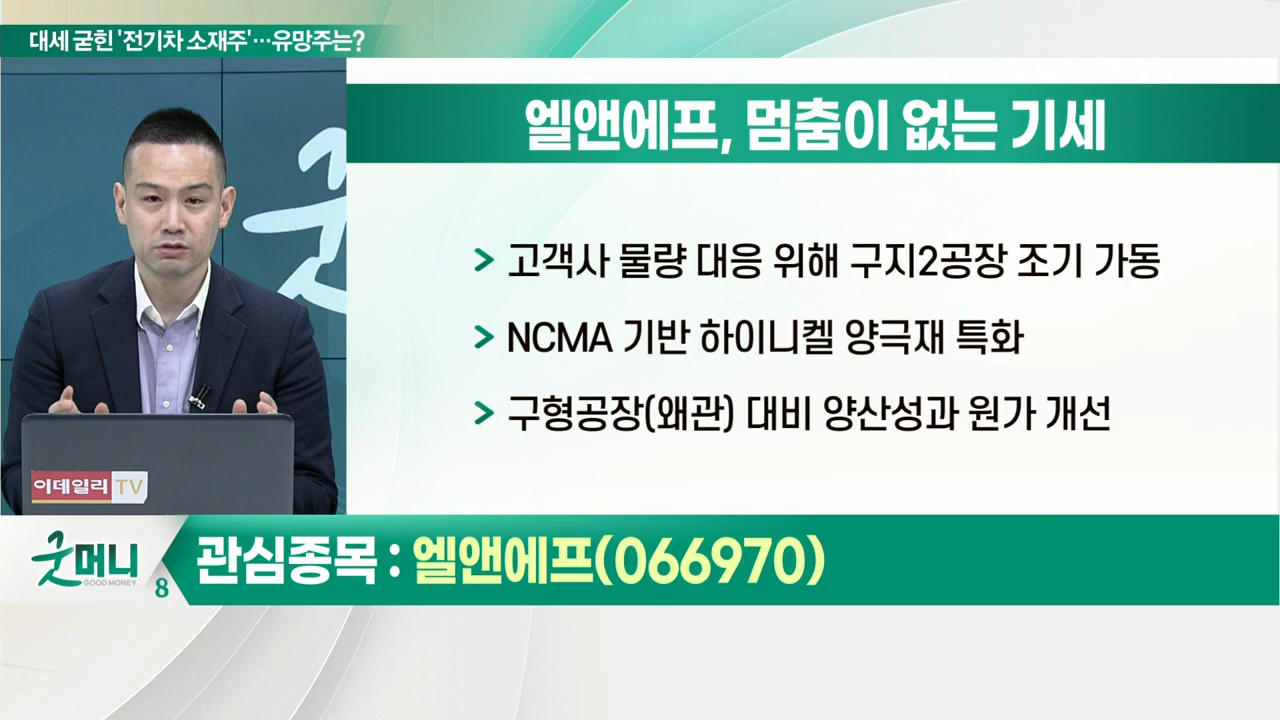 대세 굳힌 '전기차 소재주'…유망주는?
엘앤에프, 멈춤이 없는 기세
> 고객사 물량 대응 위해 구지2공장 조기 가동
> NCMA 기반 하이니켈 양극재 특화
> 구형공장(왜관) 대비 양산성과 원가 개선
이데일리 TV
굿머니
GOOD MONEY
8
관심종목 : 엘앤에프(066970)